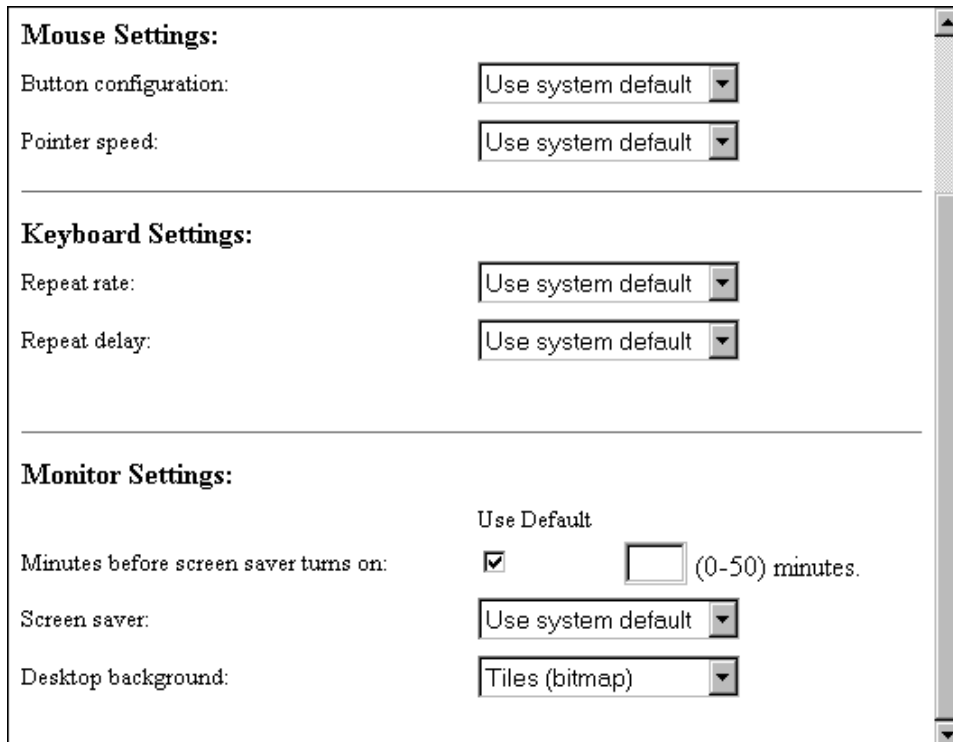 Mouse Settings:
Button configuration: Use system default
Pointer speed: Use system default
Keyboard Settings:
Repeat rate: Use system default
Repeat delay: Use system default
Monitor Settings:
Use Default
Minutes before screen saver turns on: (0-50) minutes.
Screen saver: Use system default
Desktop background: Tiles (bitmap)